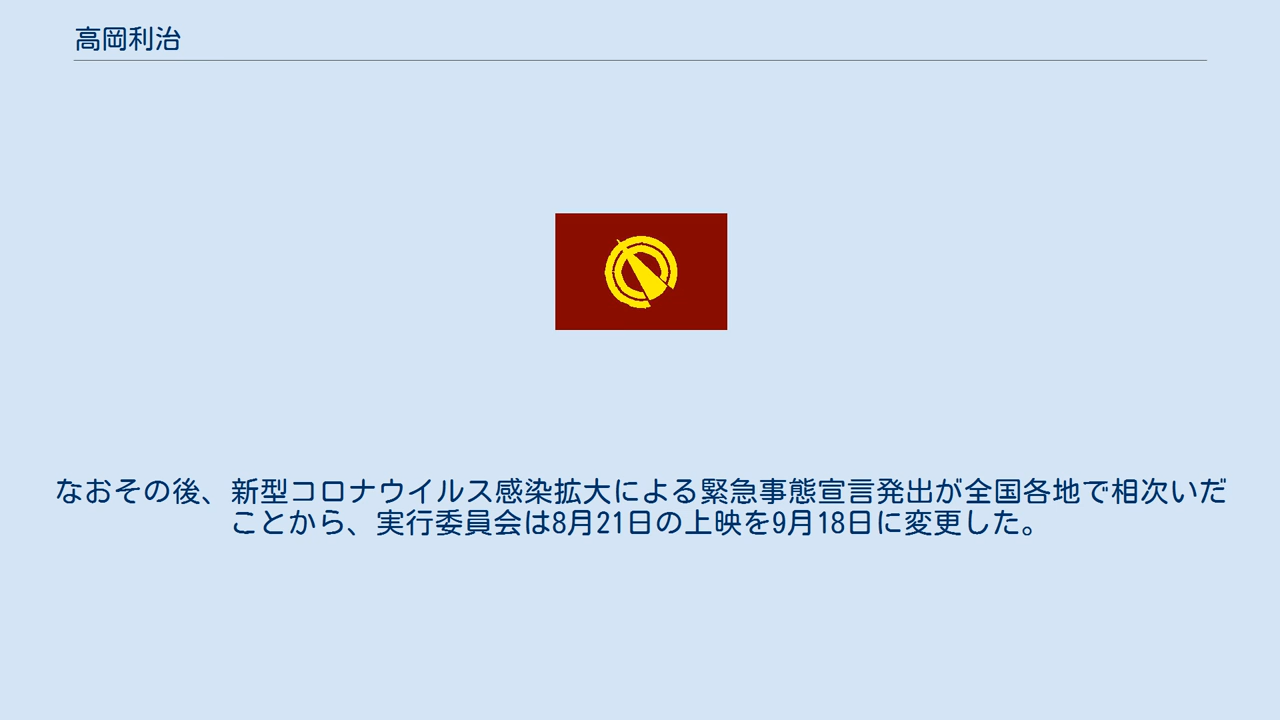 高岡利治
なおその後、新型コロナウイルス感染拡大による緊急事態宣言発出が全国各地で相次いだ
ことから、実行委員会は8月21日の上映を9月18日に変更した。